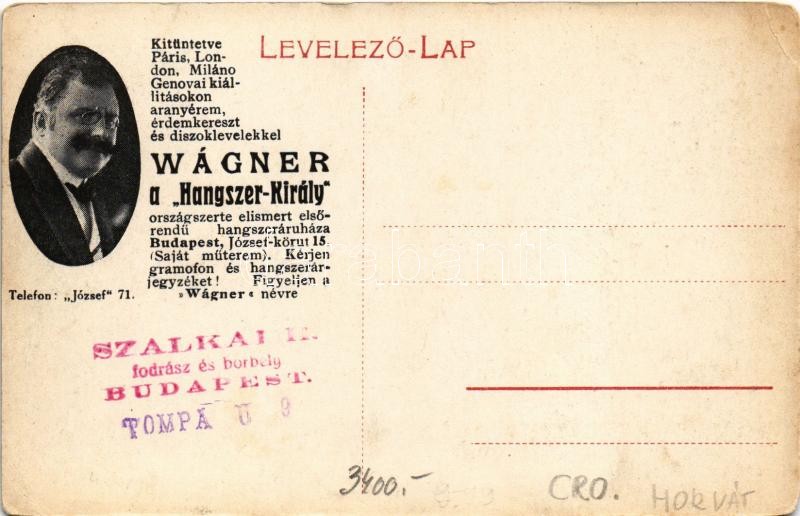 Kitüntetve
Páris, Lon-
don, Miláno
Genovai kiál-
litásokon
aranyérem,
érdemkereszt
és diszoklevelekkel
WÁGNER
a „Hangszer-Király"
országszerte elismert első-
rendű hangszeráruháza
Budapest, József-körut 15
(Saját műterem). Kérjen
gramofon és hangszerár-
jegyzéket! Figyeljen a
»Wágner« névre
Telefon: „József" 71.
LEVELEZŐ-LAP
SZALKAI
fodrász és borbély
BUDAPEST.
TOMPA U 9
3400.-
CRO.
HORVÁT